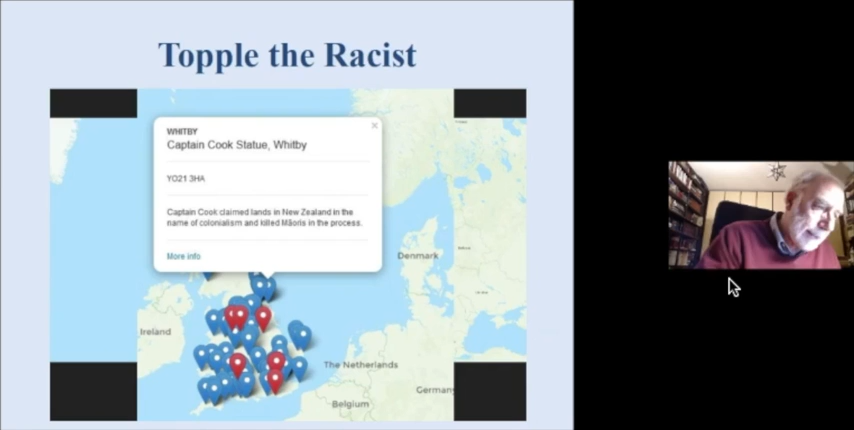 Topple the Racist
WHITBY
Captain Cook Statue, Whitby
YO21 3HA
Captain Cook claimed lands in New Zealand in the
name of colonialism and killed Māoris in the process.
More info
Denmark
Ireland
The Netherlands
Belgium
German